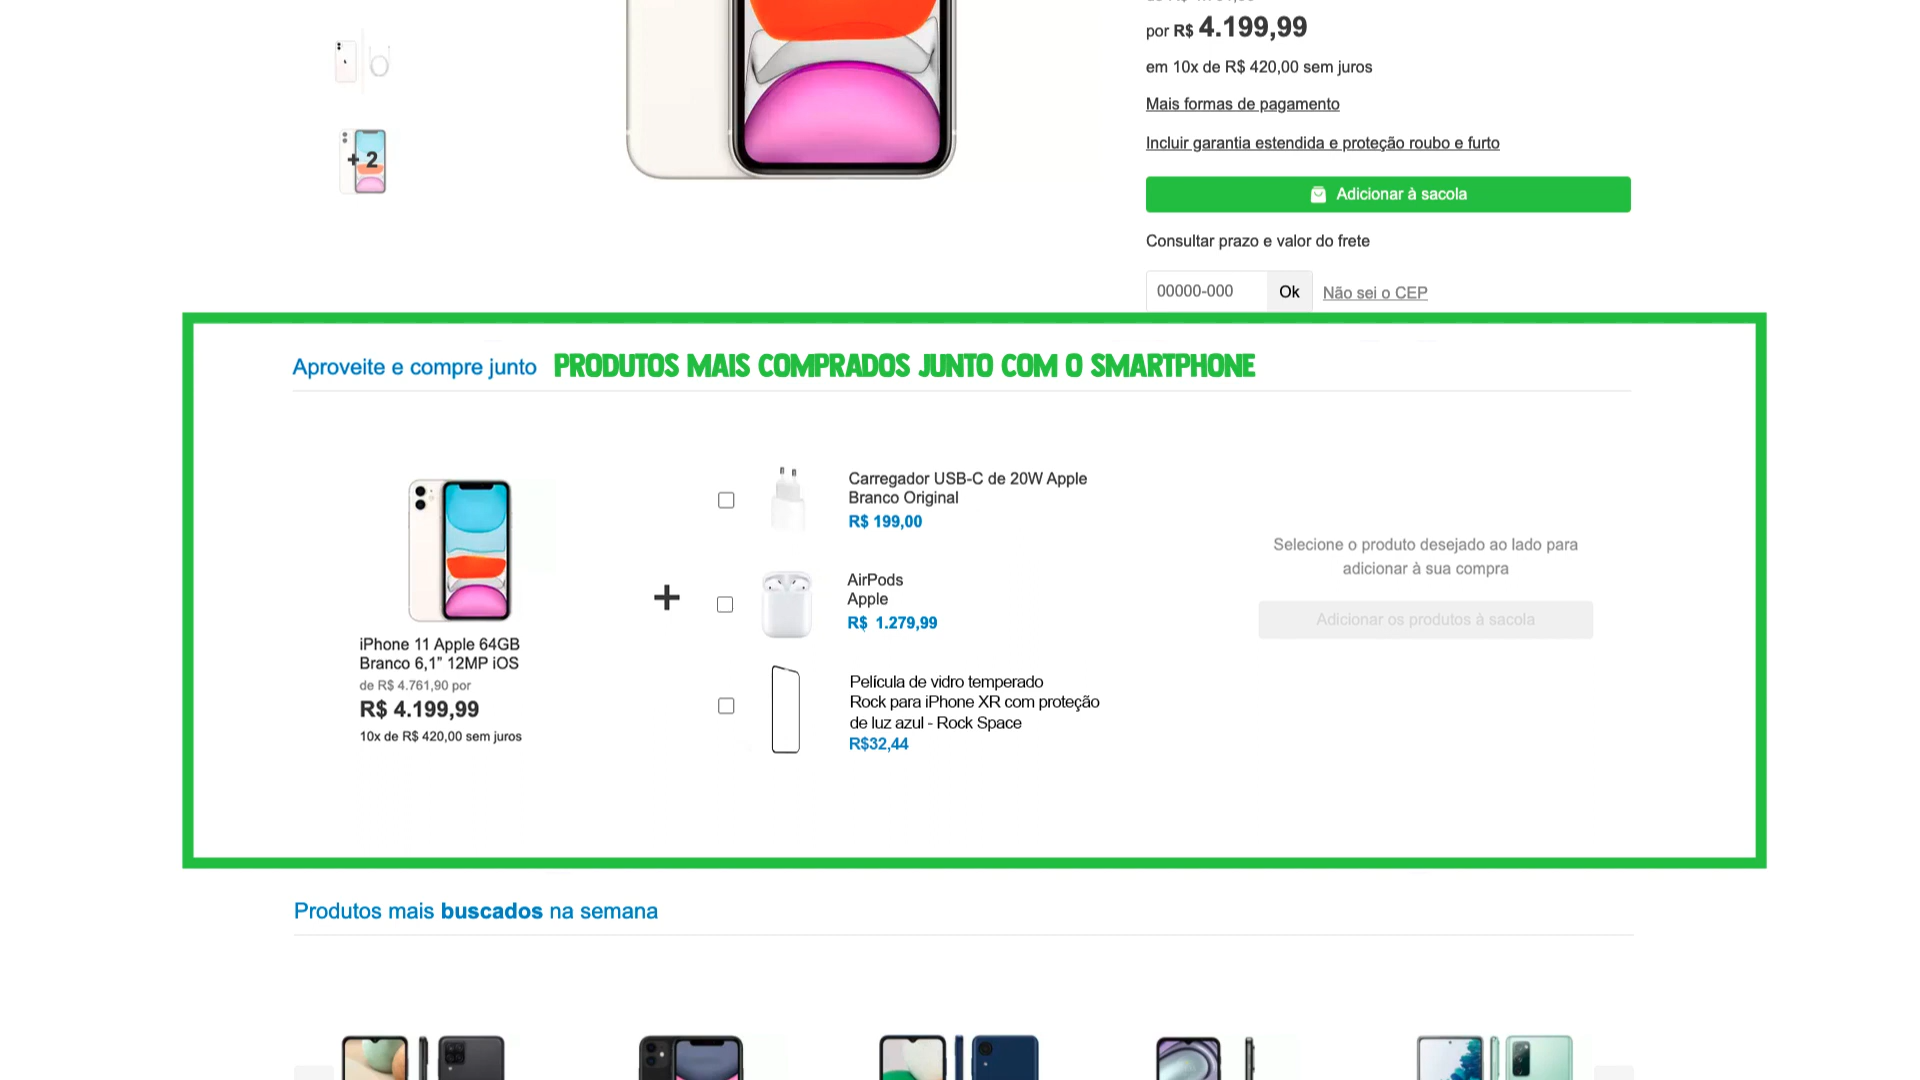 por R$ 4.199,99
em 10x de R$ 420,00 sem juros
Mais formas de pagamento
Incluir garantia estendida e proteção roubo e furto
+ 2
Adicionar à sacola
Consultar prazo e valor do frete
00000-000 Ok Não sei o CEP
Aproveite e compre junto PRODUTOS MAIS COMPRADOS JUNTO COM O SMARTPHONE
iPhone 11 Apple 64GB
Branco 6,1” 12MP iOS
de R$ 4.761,90 por
R$ 4.199,99
10x de R$ 420,00 sem juros
+
Carregador USB-C de 20W Apple
Branco Original
R$ 199,00
AirPods
Apple
R$ 1.279,99
Película de vidro temperado
Rock para iPhone XR com proteção
de luz azul - Rock Space
R$32,44
Selecione o produto desejado ao lado para
adicionar à sua compra
Adicionar os produtos à sacola
Produtos mais buscados na semana